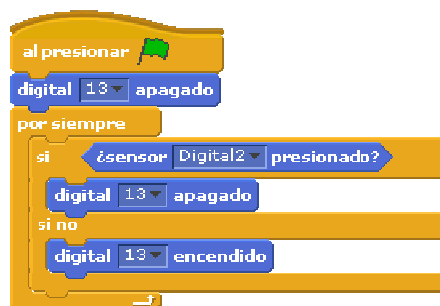 al presionar
digital 13 apagado
por siempre
si ¿sensor Digital2 presionado?
digital 13 apagado
si no
digital 13 encendido